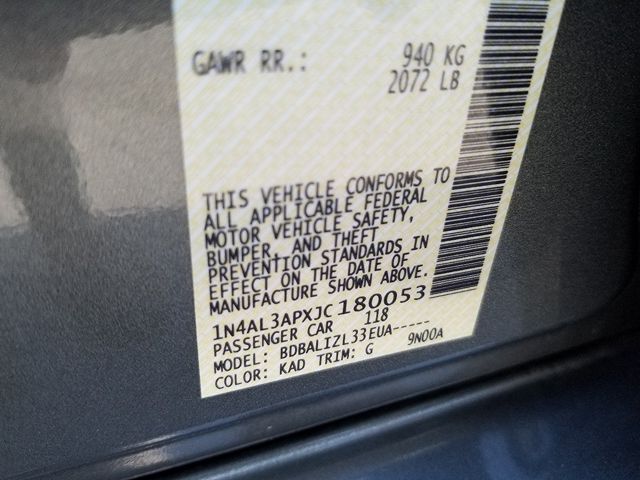 GAWR RR.: 940 KG
2072 LB
THIS VEHICLE CONFORMS TO
ALL APPLICABLE FEDERAL
MOTOR VEHICLE SAFETY,
BUMPER, AND THEFT
PREVENTION STANDARDS IN
EFFECT ON THE DATE OF
MANUFACTURE SHOWN ABOVE.
1N4AL3APXJC180053
PASSENGER CAR 118
MODEL: BDBALIZL33EUA-----
COLOR: KAD TRIM: G 9N00A